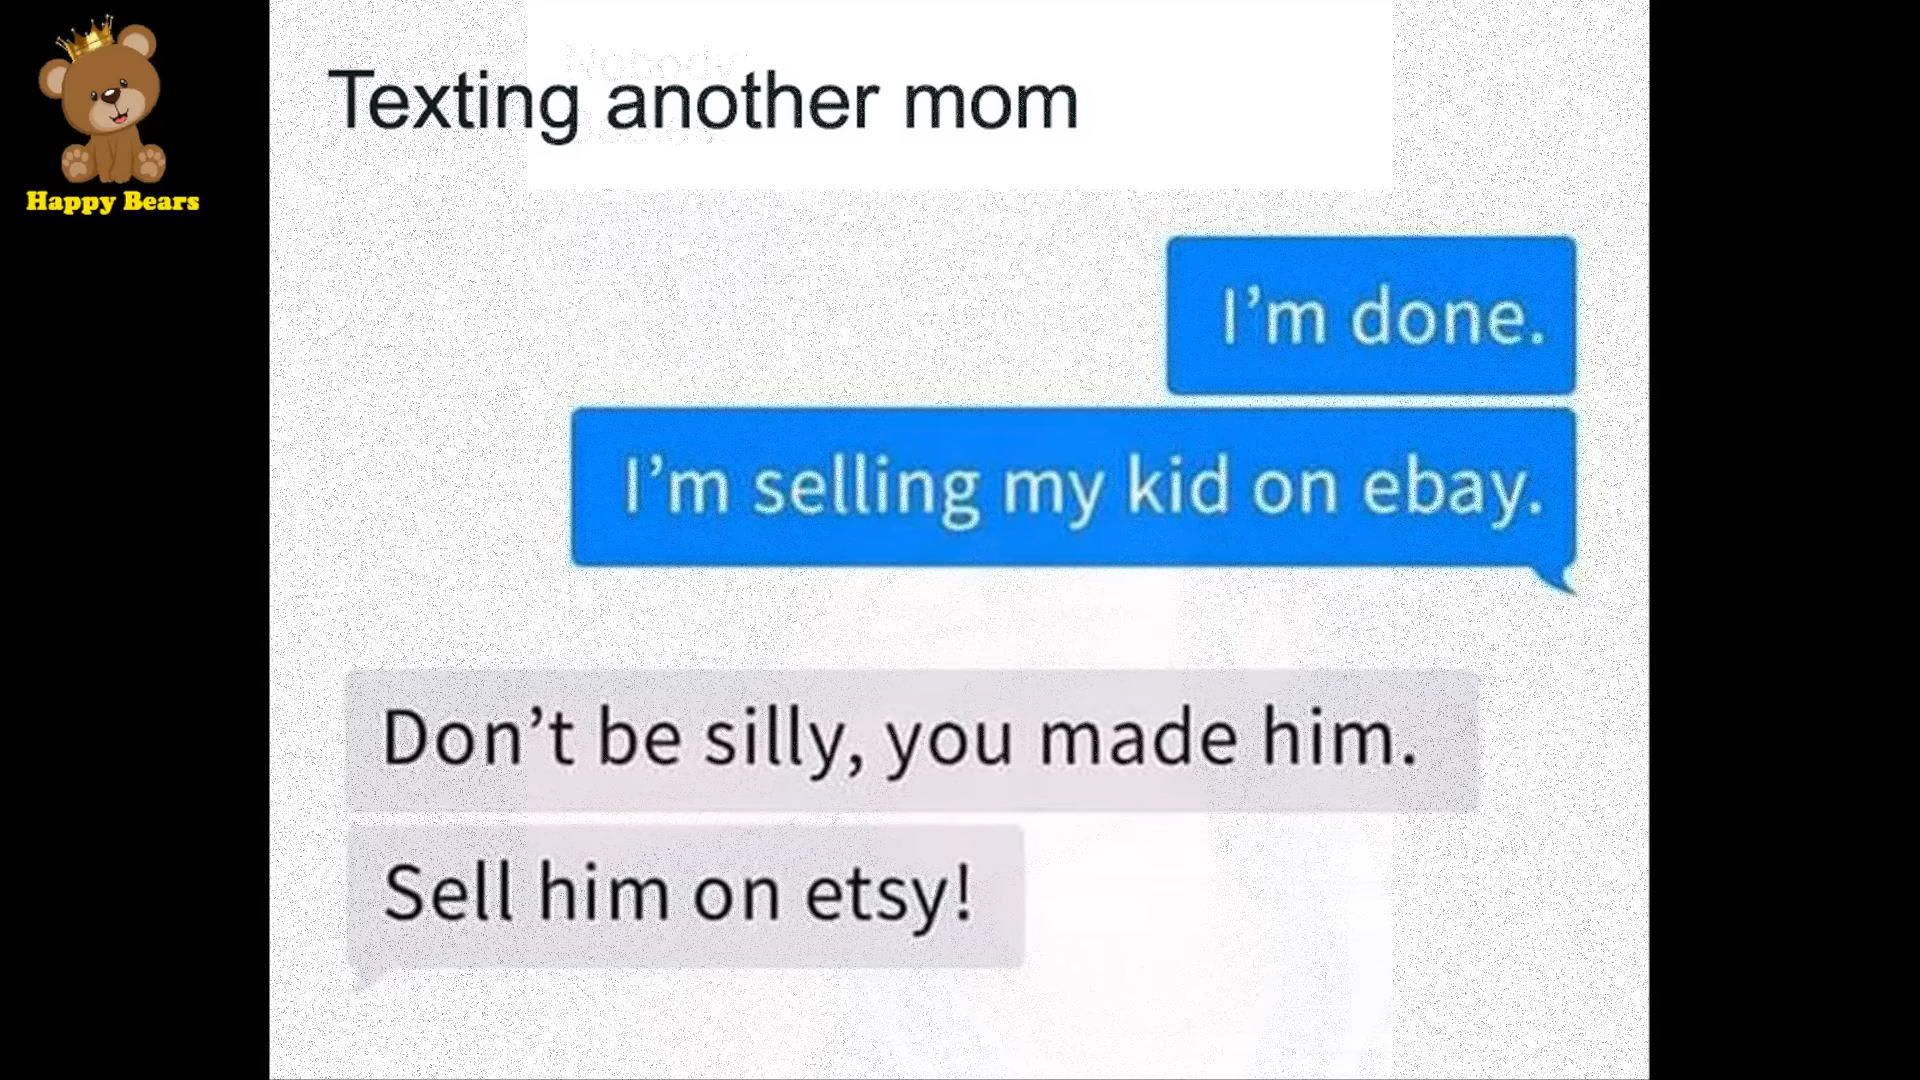 Happy Bears
Nobody:
Texting another mom
I'm done.
I'm selling my kid on ebay.
Don't be silly, you made him.
Sell him on etsy!